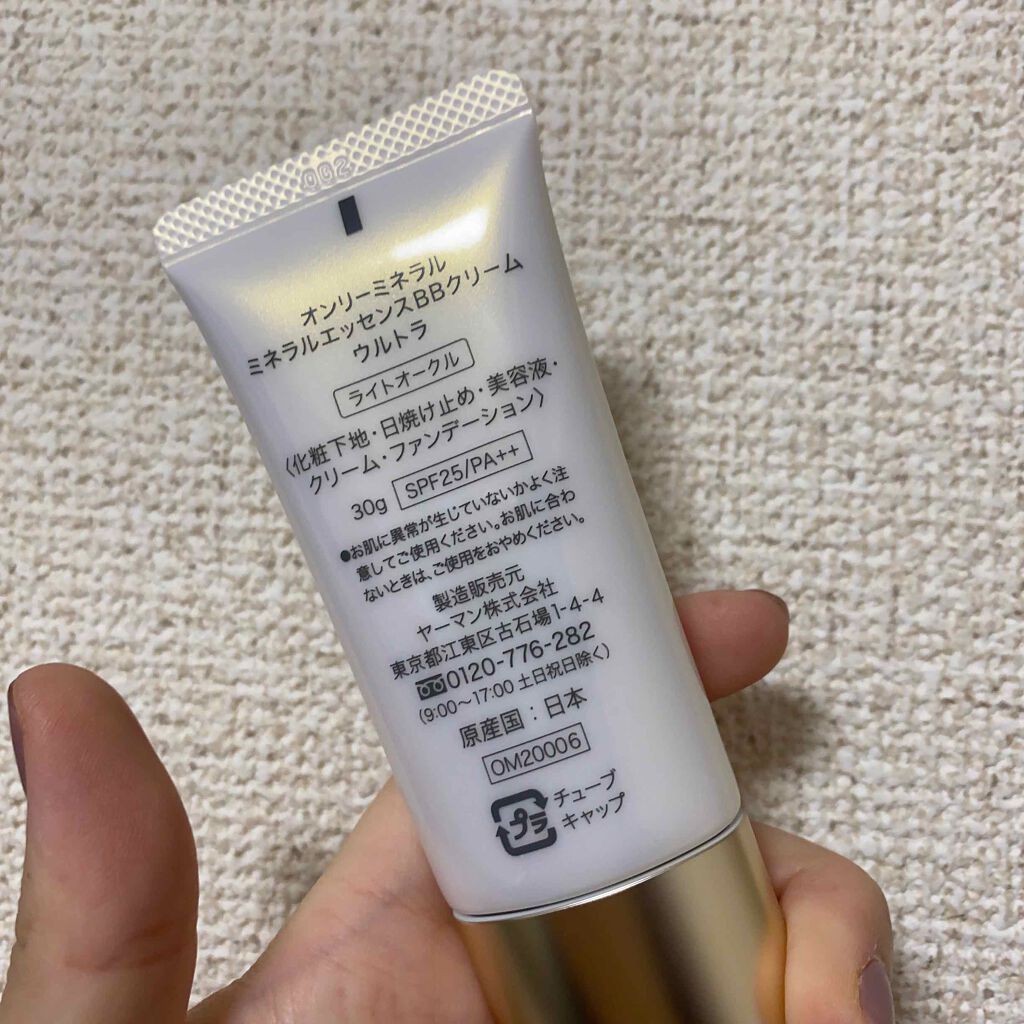 002
オンリーミネラル
ミネラルエッセンスBBクリーム
ウルトラ
ライトオークル
〈化粧下地・日焼け止め・美容液・
クリーム・ファンデーション〉
30g SPF25/PA++
●お肌に異常が生じていないかよく注
意してご使用ください。お肌に合わ
ないときは、ご使用をおやめください。
製造販売元
ヤーマン株式会社
東京都江東区古石場1-4-4
0120-776-282
(9:00～17:00 土日祝日除く)
原産国：日本
OM20006
プラ
チューブ
キャップ